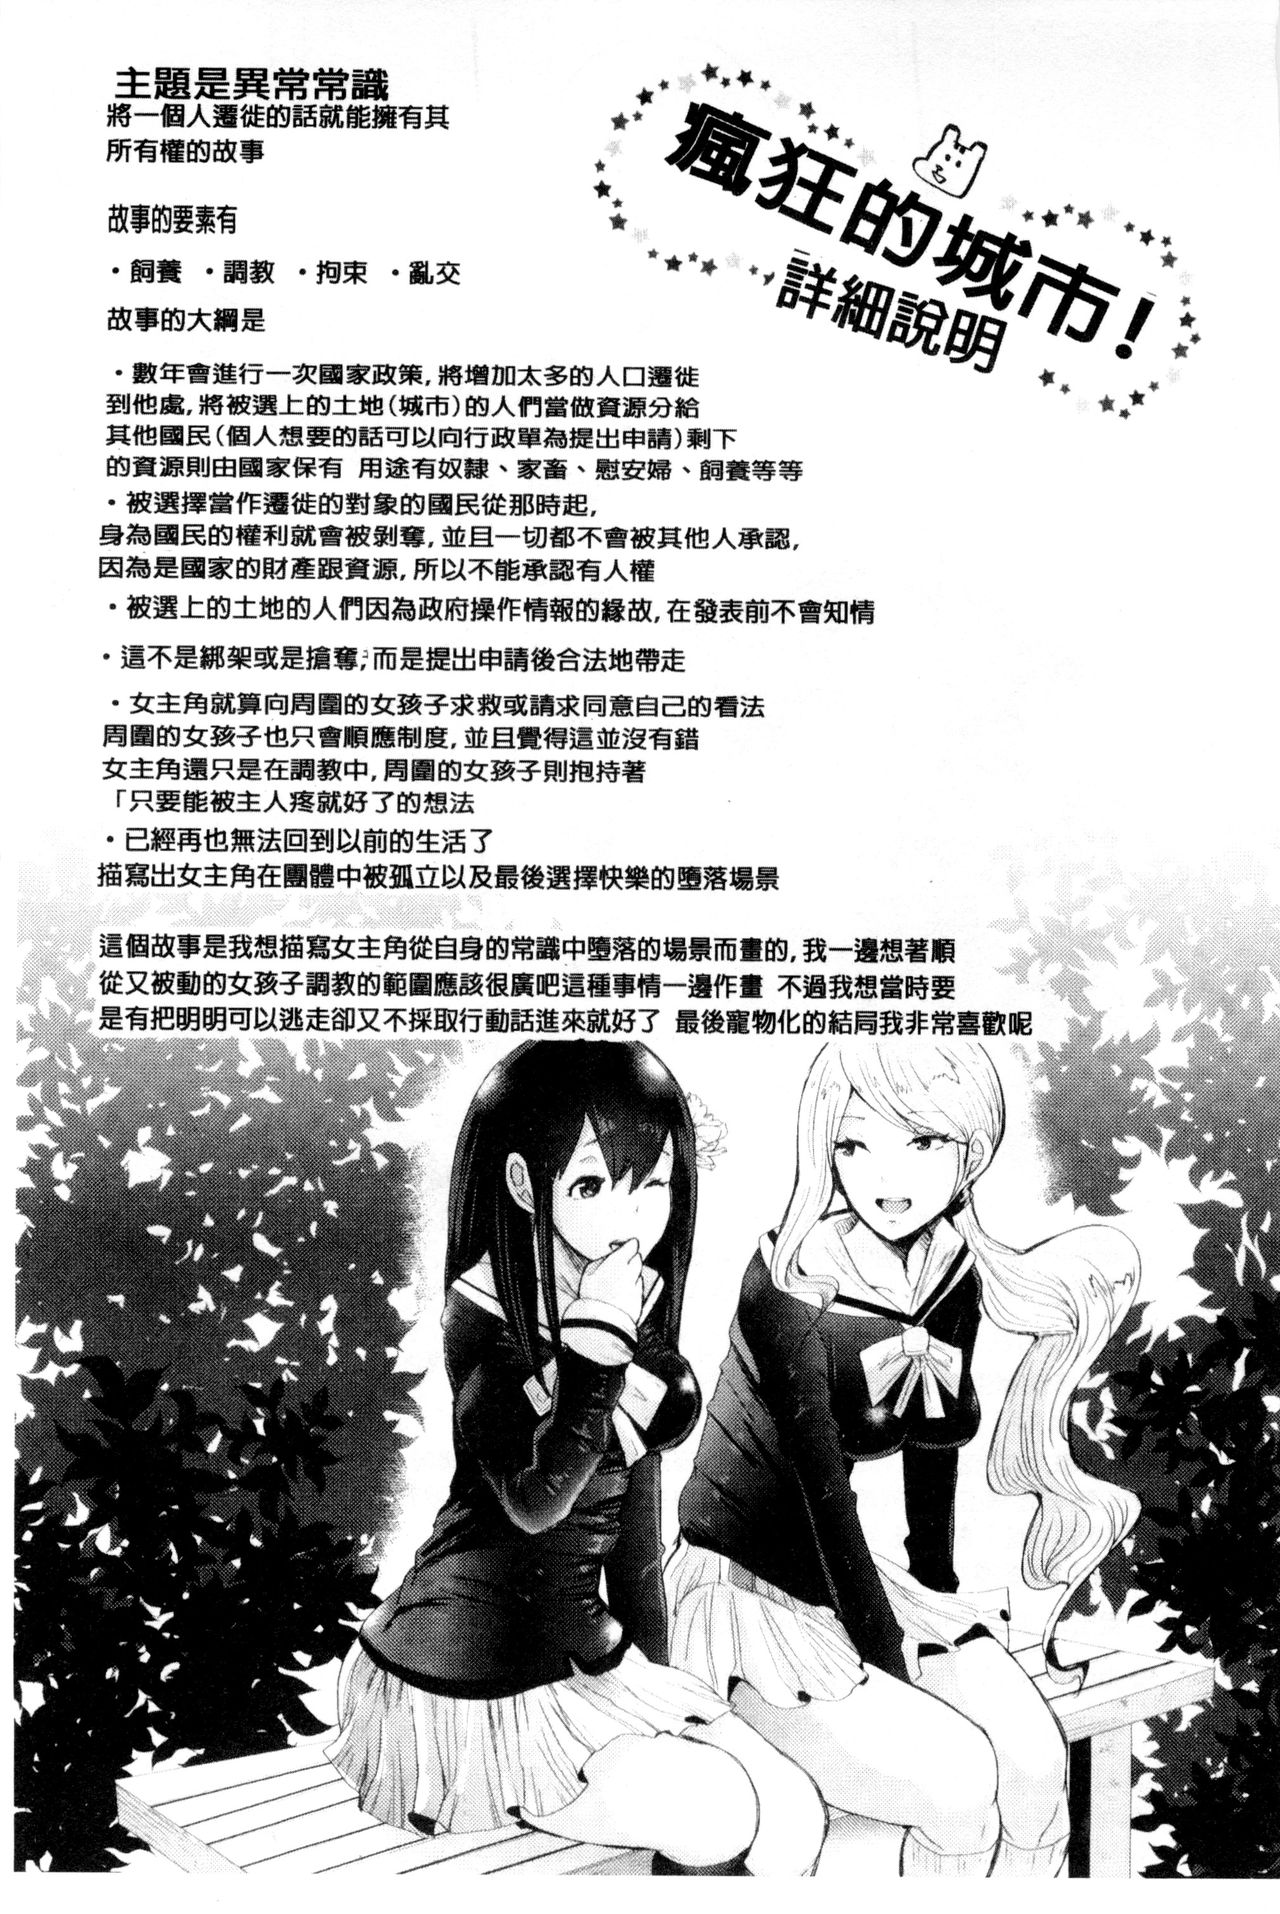 瘋狂的城市！
詳細說明
主題是異常常識
將一個人遷徙的話就能擁有其
所有權的故事
故事的要素有
・飼養 ・調教 ・拘束 ・亂交
故事的大綱是
・數年會進行一次國家政策，將增加太多的人口遷徙
到他處，將被選上的土地（城市）的人們當做資源分給
其他國民（個人想要的話可以向行政單為提出申請）剩下
的資源則由國家保有 用途有奴隸、家畜、慰安婦、飼養等等
・被選擇當作遷徙的對象的國民從那時起，
身為國民的權利就會被剝奪，並且一切都不會被其他人承認，
因為是國家的財產跟資源，所以不能承認有人權
・被選上的土地的人們因為政府操作情報的緣故，在發表前不會知情
・這不是綁架或是搶奪；而是提出申請後合法地帶走
・女主角就算向周圍的女孩子求救或請求同意自己的看法
周圍的女孩子也只會順應制度，並且覺得這並沒有錯
女主角還只是在調教中，周圍的女孩子則抱持著
「只要能被主人疼就好了的想法
・已經再也無法回到以前的生活了
描寫出女主角在團體中被孤立以及最後選擇快樂的墮落場景
這個故事是我想描寫女主角從自身的常識中墮落的場景而畫的，我一邊想著順
從又被動的女孩子調教的範圍應該很廣吧這種事情一邊作畫 不過我想當時要
是有把明明可以逃走卻又不採取行動話進來就好了 最後寵物化的結局我非常喜歡呢